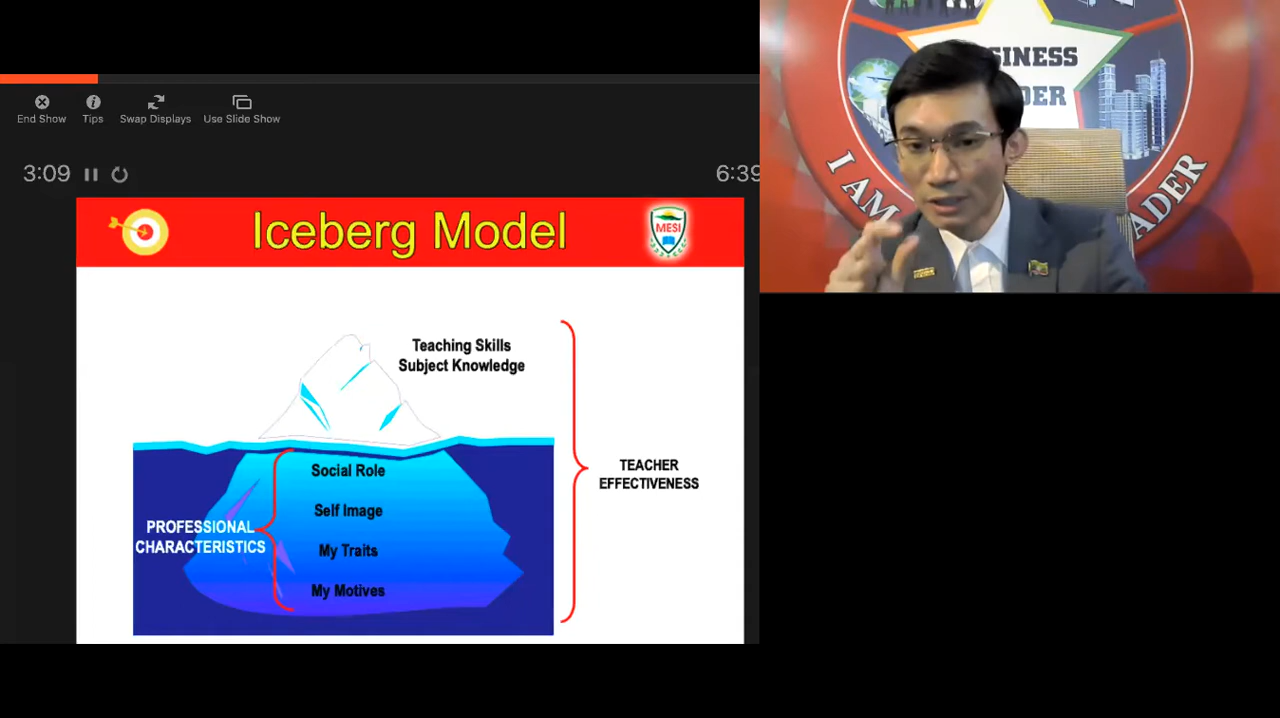 End Show
Tips
Swap Displays
Use Slide Show
3:09
6:39
Iceberg Model
MESI
Teaching Skills
Subject Knowledge
Social Role
Self Image
My Traits
My Motives
PROFESSIONAL
CHARACTERISTICS
TEACHER
EFFECTIVENESS
SINESS
DER
I AM
ADER